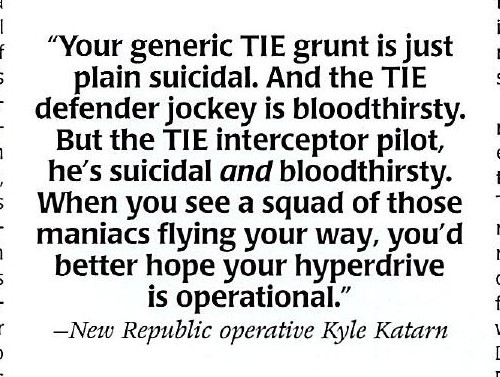 “Your generic TIE grunt is just
plain suicidal. And the TIE
defender jockey is bloodthirsty.
But the TIE interceptor pilot,
he’s suicidal and bloodthirsty.
When you see a squad of those
maniacs flying your way, you’d
better hope your hyperdrive
is operational.”
—New Republic operative Kyle Katarn